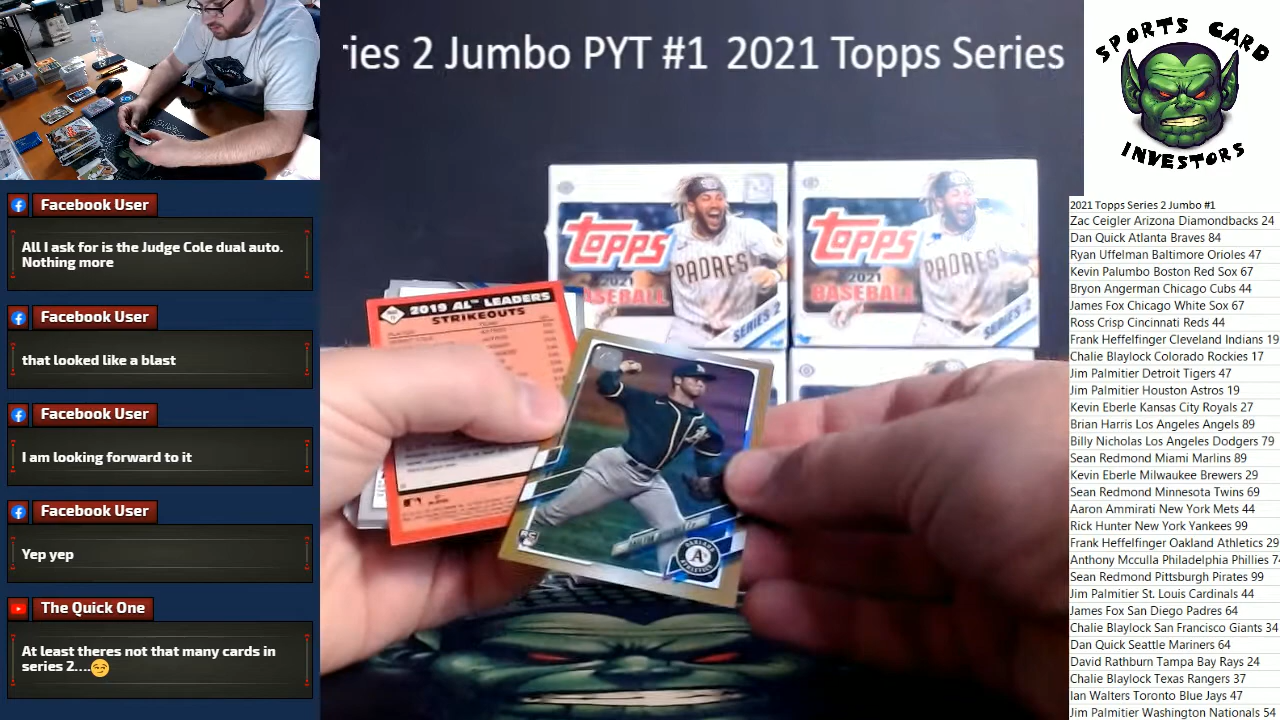 ries 2 Jumbo PYT #1 2021 Topps Series
SPORTS CARD
INVESTORS
Facebook User
All I ask for is the Judge Cole dual auto.
Nothing more
Facebook User
that looked like a blast
Facebook User
I am looking forward to it
Facebook User
Yep yep
The Quick One
At least theres not that many cards in
series 2....😏
TOPPS
2021
BASEBALL
PADRES
SERIES 2
TOPPS
2021
BASEBALL
PADRES
SERIES 2
2019 AL™ LEADERS
STRIKEOUTS
RC
OAKLAND
A's
ATHLETICS
2021 Topps Series 2 Jumbo #1
Zac Ceigler Arizona Diamondbacks 24
Dan Quick Atlanta Braves 84
Ryan Uffelman Baltimore Orioles 47
Kevin Palumbo Boston Red Sox 67
Bryon Angerman Chicago Cubs 44
James Fox Chicago White Sox 67
Ross Crisp Cincinnati Reds 44
Frank Heffelfinger Cleveland Indians 19
Chalie Blaylock Colorado Rockies 17
Jim Palmitier Detroit Tigers 47
Jim Palmitier Houston Astros 19
Kevin Eberle Kansas City Royals 27
Brian Harris Los Angeles Angels 89
Billy Nicholas Los Angeles Dodgers 79
Sean Redmond Miami Marlins 89
Kevin Eberle Milwaukee Brewers 29
Sean Redmond Minnesota Twins 69
Aaron Ammirati New York Mets 44
Rick Hunter New York Yankees 99
Frank Heffelfinger Oakland Athletics 29
Anthony Mcculla Philadelphia Phillies 74
Sean Redmond Pittsburgh Pirates 99
Jim Palmitier St. Louis Cardinals 44
James Fox San Diego Padres 64
Chalie Blaylock San Francisco Giants 34
Dan Quick Seattle Mariners 64
David Rathburn Tampa Bay Rays 24
Chalie Blaylock Texas Rangers 37
Ian Walters Toronto Blue Jays 47
Jim Palmitier Washington Nationals 54